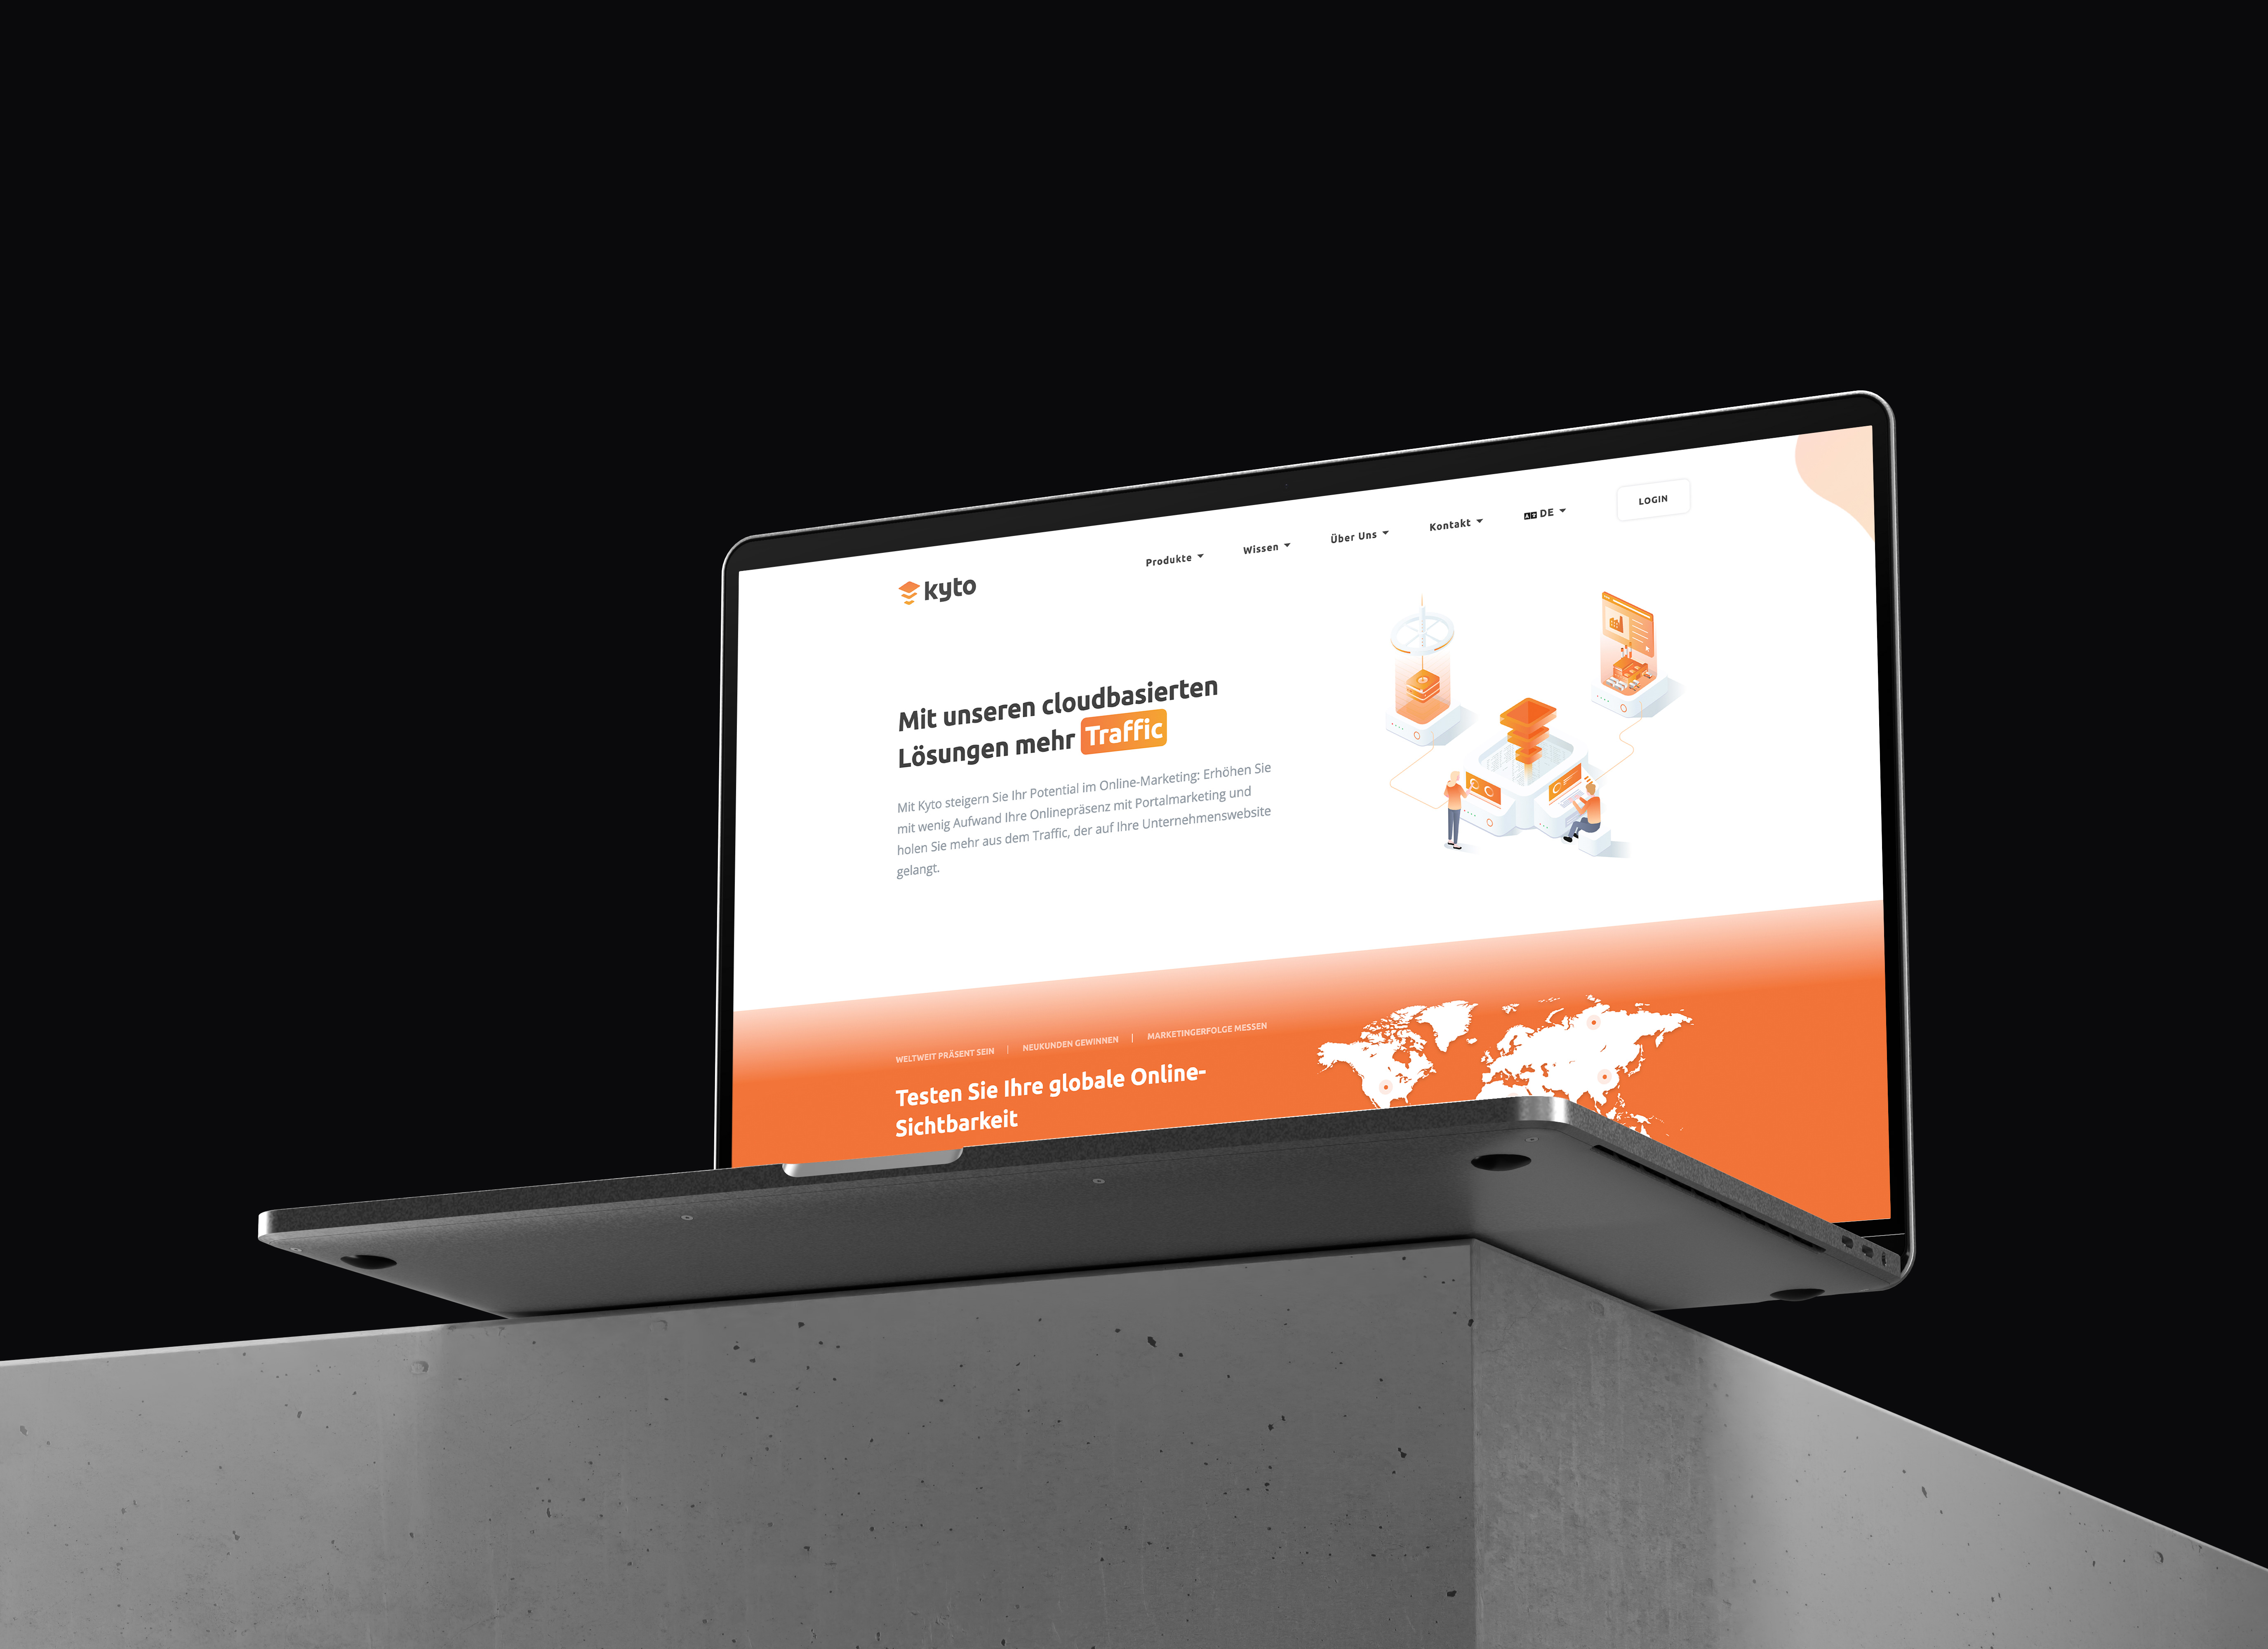 kyto
Produkte
Wissen
Über Uns
Kontakt
DE
LOGIN
Mit unseren cloudbasierten
Lösungen mehr Traffic
Mit Kyto steigern Sie Ihr Potential im Online-Marketing: Erhöhen Sie
mit wenig Aufwand Ihre Onlinepräsenz mit Portalmarketing und
holen Sie mehr aus dem Traffic, der auf Ihre Unternehmenswebsite
gelangt.
WELTWEIT PRÄSENT SEIN | NEUKUNDEN GEWINNEN | MARKETINGERFOLGE MESSEN
Testen Sie Ihre globale Online-
Sichtbarkeit